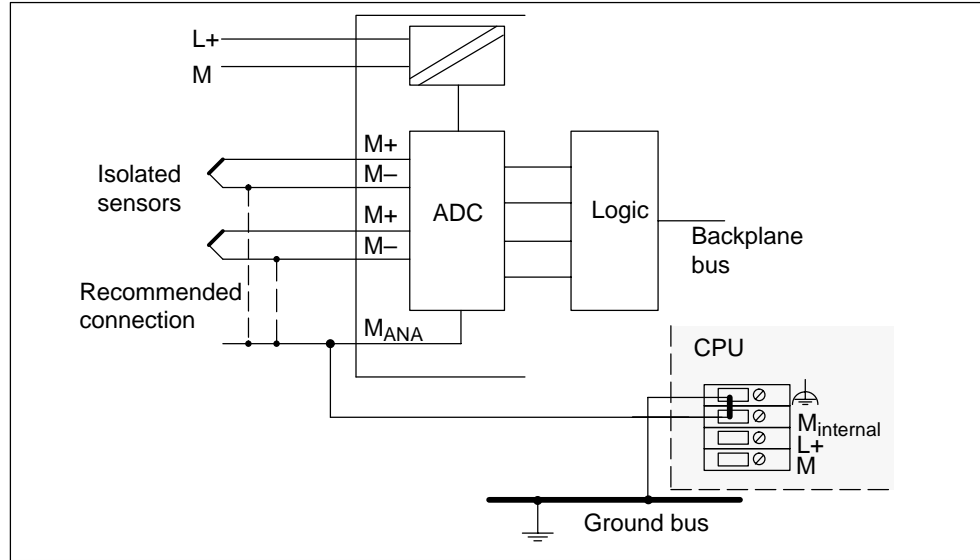 L+
M
M+
M–
M+
M–
Isolated
sensors
ADC
Logic
Backplane
bus
Recommended
connection
MANA
CPU
Minternal
L+
M
Ground bus